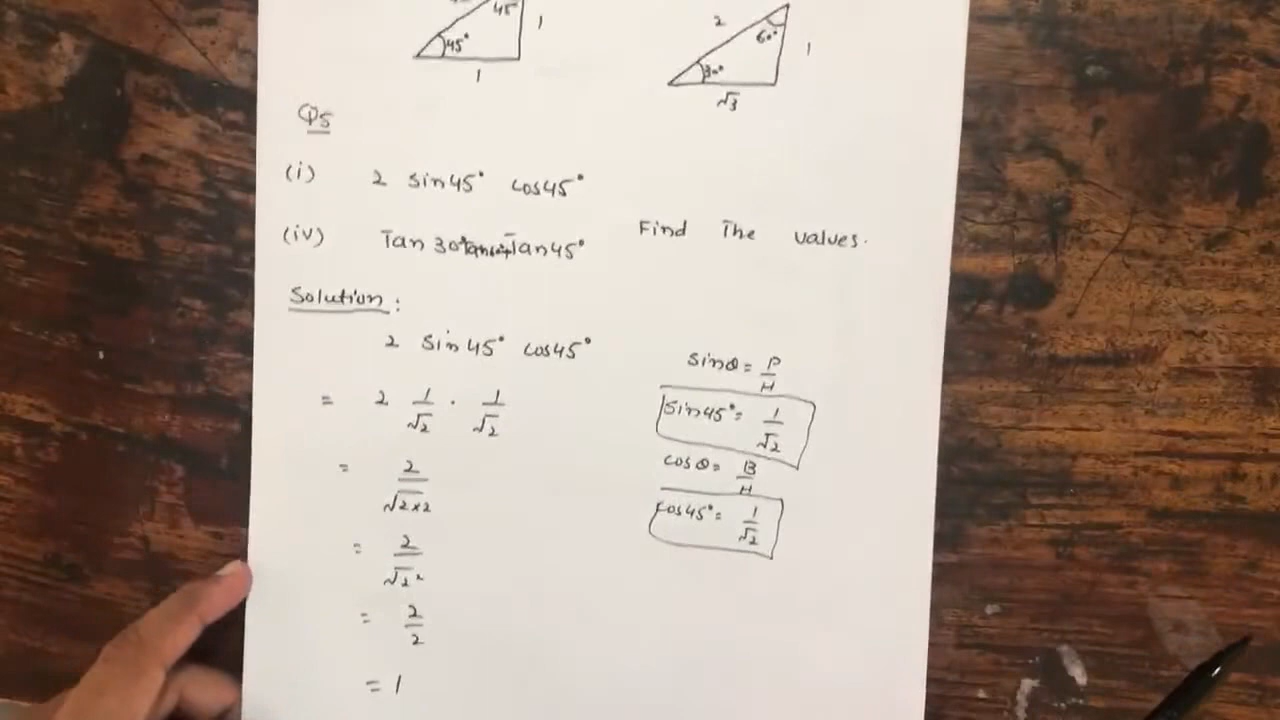 45
45°
1
1
2
60°
30°
1
√3
Q5
(i) 2 sin45° cos45°
(iv) Tan 30° Tan 45°
Find The values.
Solution:
2 sin45° cos45°
= 2 1/√2 · 1/√2
= 2/√2×2
= 2/√2²
= 2/2
= 1
sinθ = P/H
sin45° = 1/√2
cosθ = B/H
cos45° = 1/√2